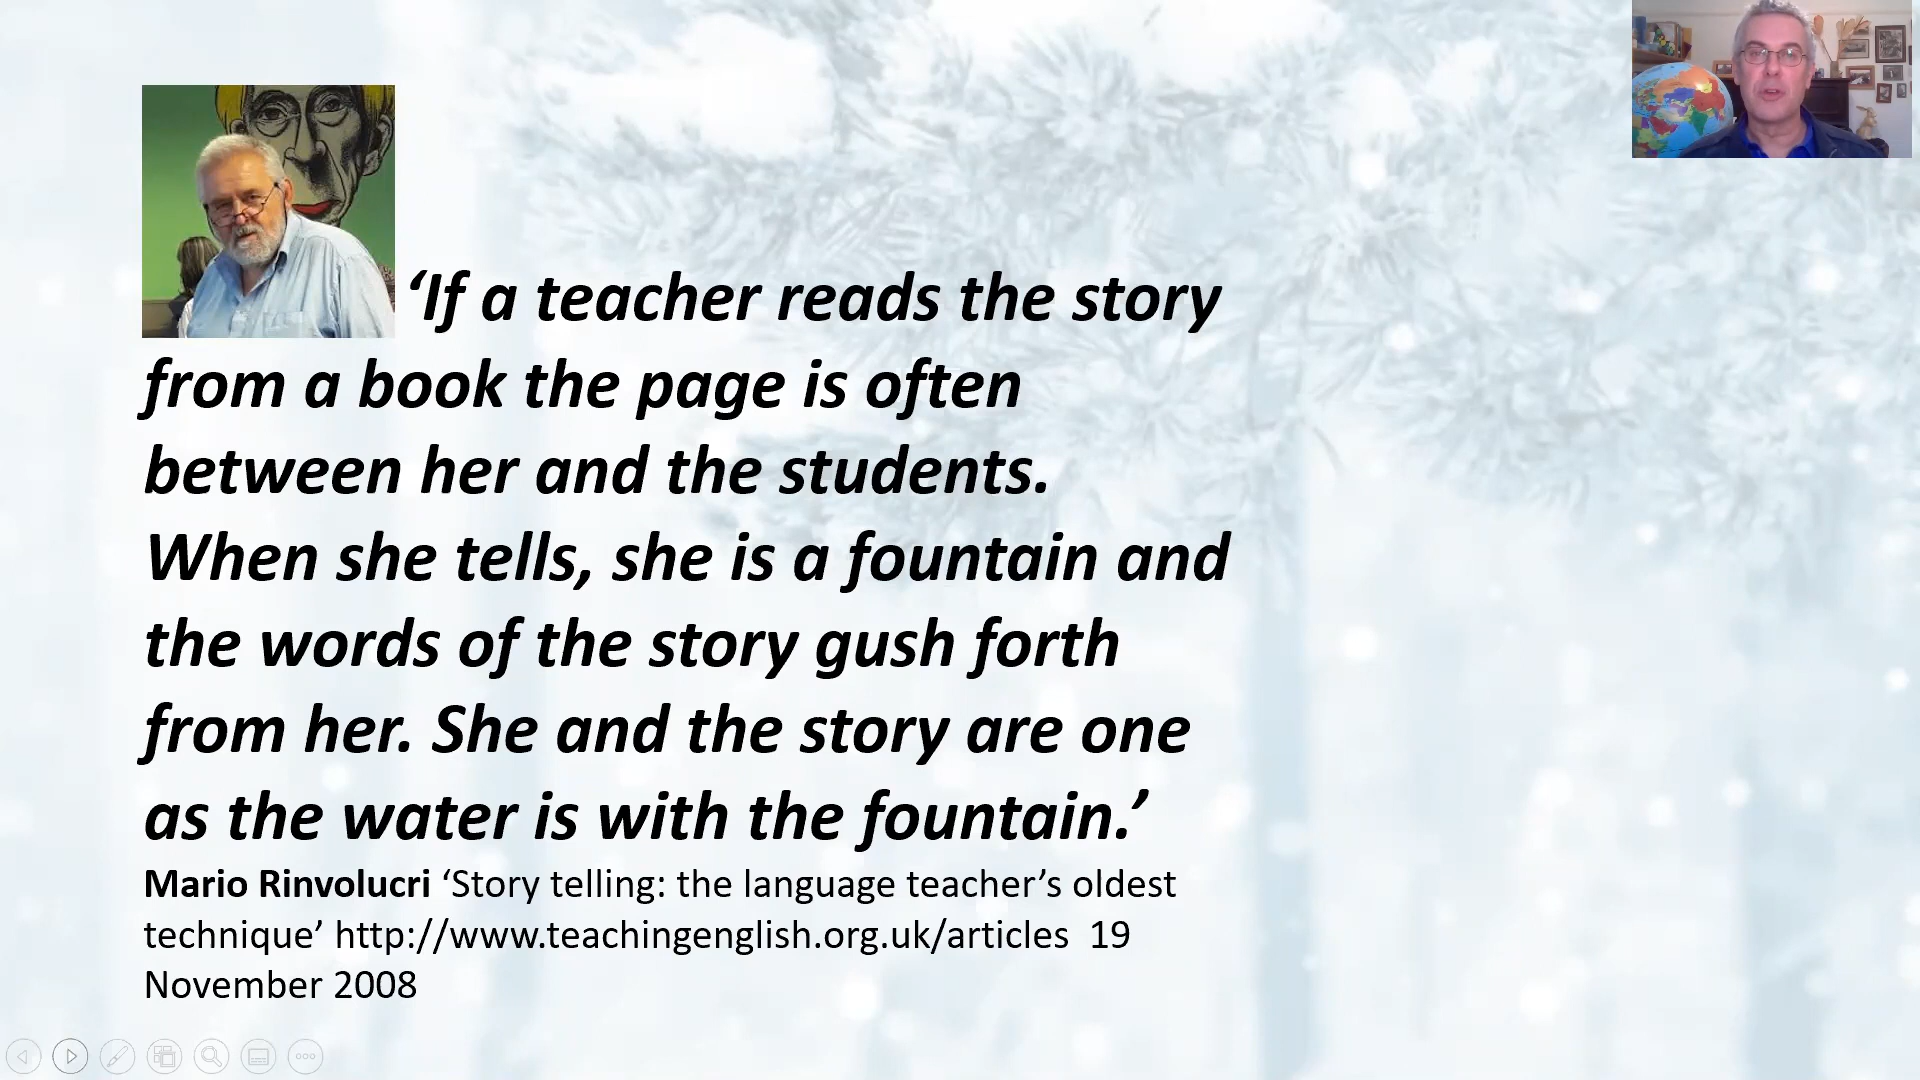 ‘If a teacher reads the story
from a book the page is often
between her and the students.
When she tells, she is a fountain and
the words of the story gush forth
from her. She and the story are one
as the water is with the fountain.’
Mario Rinvolucri ‘Story telling: the language teacher’s oldest
technique’ http://www.teachingenglish.org.uk/articles  19
November 2008